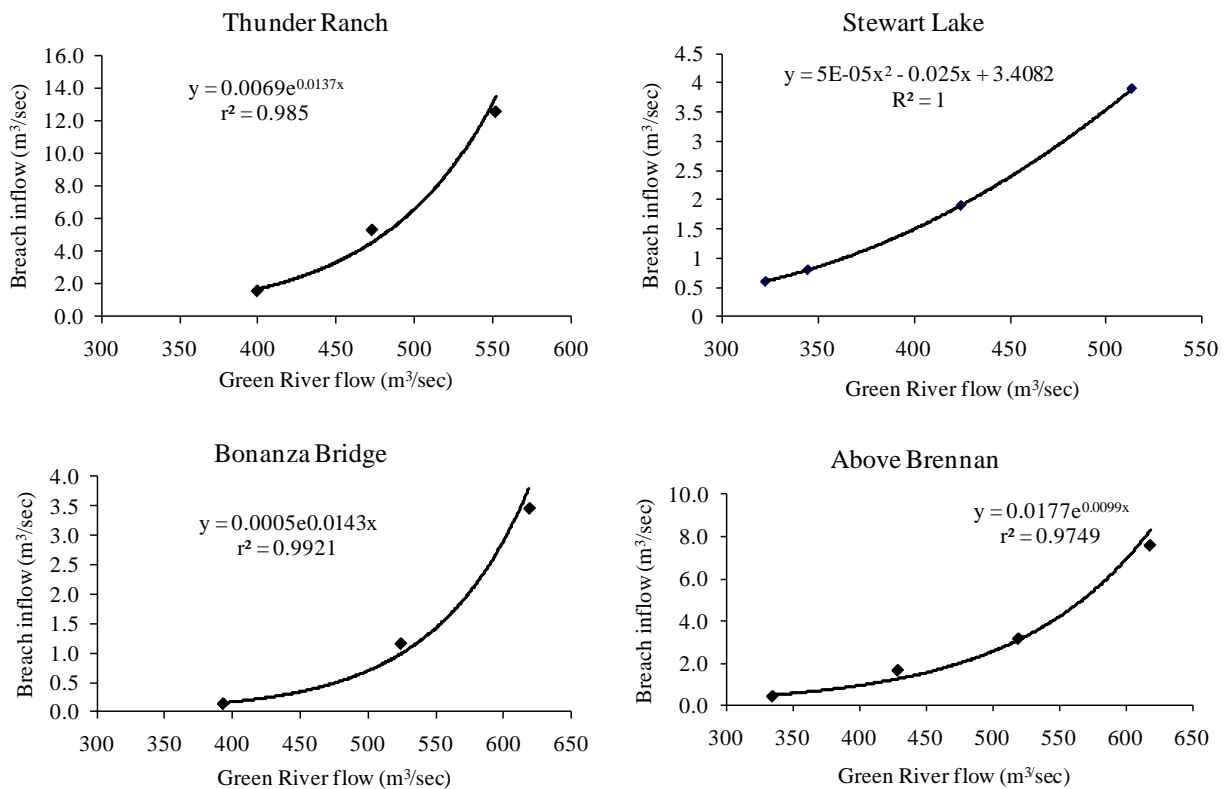 Thunder Ranch
Breach inflow (m³/sec)
16.0
14.0
12.0
10.0
8.0
6.0
4.0
2.0
0.0
y = 0.0069e^0.0137x
r² = 0.985
300 350 400 450 500 550 600
Green River flow (m³/sec)
Stewart Lake
Breach inflow (m³/sec)
4.5
4
3.5
3
2.5
2
1.5
1
0.5
0
y = 5E-05x² - 0.025x + 3.4082
R² = 1
300 350 400 450 500 550
Green River flow (m³/sec)
Bonanza Bridge
Breach inflow (m³/sec)
4.0
3.5
3.0
2.5
2.0
1.5
1.0
0.5
0.0
y = 0.0005e0.0143x
r² = 0.9921
300 350 400 450 500 550 600 650
Green River flow (m³/sec)
Above Brennan
Breach inflow (m³/sec)
10.0
8.0
6.0
4.0
2.0
0.0
y = 0.0177e^0.0099x
r² = 0.9749
300 350 400 450 500 550 600 650
Green River flow (m³/sec)